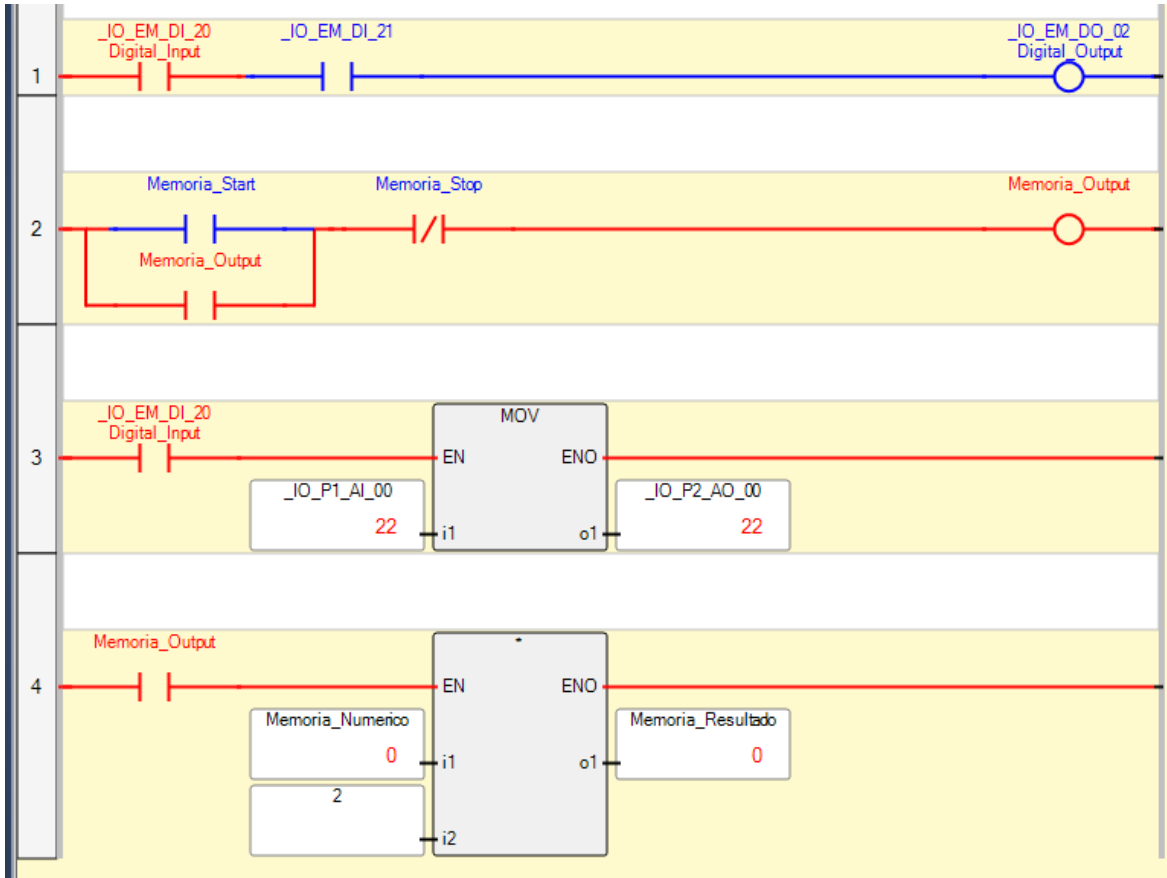 _IO_EM_DI_20 _IO_EM_DI_21 _IO_EM_DO_02
Digital_Input Digital_Output
1
Memoria_Start Memoria_Stop Memoria_Output
2
Memoria_Output
_IO_EM_DI_20 MOV
Digital_Input
3 EN ENO
_IO_P1_AI_00 _IO_P2_AO_00
22 i1 o1 22
Memoria_Output *
4 EN ENO
Memoria_Numerico Memoria_Resultado
0 i1 o1 0
2
i2